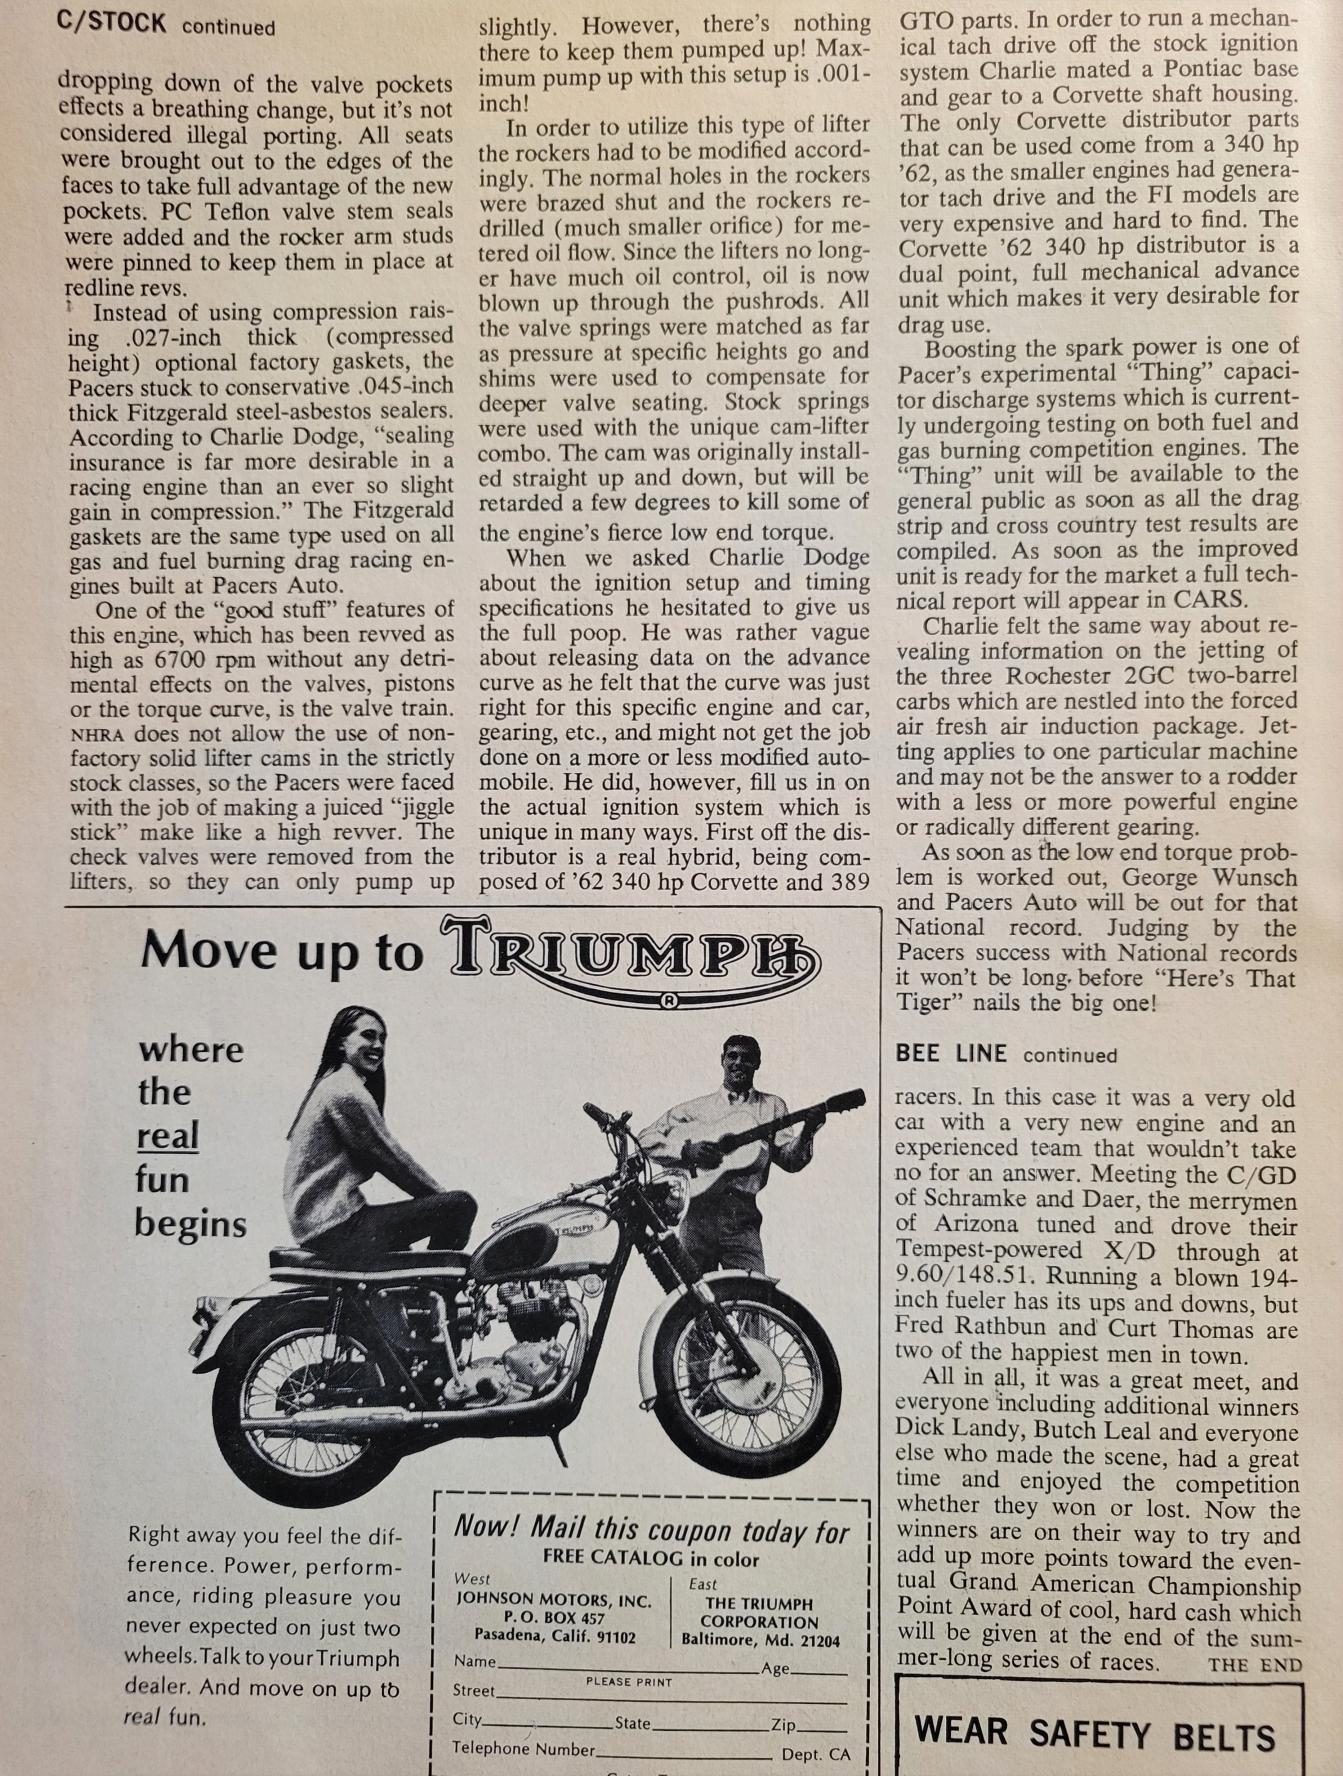 C/STOCK continued
dropping down of the valve pockets
effects a breathing change, but it's not
considered illegal porting. All seats
were brought out to the edges of the
faces to take full advantage of the new
pockets. PC Teflon valve stem seals
were added and the rocker arm studs
were pinned to keep them in place at
redline revs.
Instead of using compression rais-
ing .027-inch thick (compressed
height) optional factory gaskets, the
Pacers stuck to conservative .045-inch
thick Fitzgerald steel-asbestos sealers.
According to Charlie Dodge, "sealing
insurance is far more desirable in a
racing engine than an ever so slight
gain in compression." The Fitzgerald
gaskets are the same type used on all
gas and fuel burning drag racing en-
gines built at Pacers Auto.
One of the "good stuff" features of
this engine, which has been revved as
high as 6700 rpm without any detri-
mental effects on the valves, pistons
or the torque curve, is the valve train.
NHRA does not allow the use of non-
factory solid lifter cams in the strictly
stock classes, so the Pacers were faced
with the job of making a juiced "jiggle
stick" make like a high revver. The
check valves were removed from the
lifters, so they can only pump up
slightly. However, there's nothing
there to keep them pumped up! Max-
imum pump up with this setup is .001-
inch!
In order to utilize this type of lifter
the rockers had to be modified accord-
ingly. The normal holes in the rockers
were brazed shut and the rockers re-
drilled (much smaller orifice) for me-
tered oil flow. Since the lifters no long-
er have much oil control, oil is now
blown up through the pushrods. All
the valve springs were matched as far
as pressure at specific heights go and
shims were used to compensate for
deeper valve seating. Stock springs
were used with the unique cam-lifter
combo. The cam was originally install-
ed straight up and down, but will be
retarded a few degrees to kill some of
the engine's fierce low end torque.
When we asked Charlie Dodge
about the ignition setup and timing
specifications he hesitated to give us
the full poop. He was rather vague
about releasing data on the advance
curve as he felt that the curve was just
right for this specific engine and car,
gearing, etc., and might not get the job
done on a more or less modified auto-
mobile. He did, however, fill us in on
the actual ignition system which is
unique in many ways. First off the dis-
tributor is a real hybrid, being com-
posed of '62 340 hp Corvette and 389
GTO parts. In order to run a mechan-
ical tach drive off the stock ignition
system Charlie mated a Pontiac base
and gear to a Corvette shaft housing.
The only Corvette distributor parts
that can be used come from a 340 hp
'62, as the smaller engines had genera-
tor tach drive and the FI models are
very expensive and hard to find. The
Corvette '62 340 hp distributor is a
dual point, full mechanical advance
unit which makes it very desirable for
drag use.
Boosting the spark power is one of
Pacer's experimental "Thing" capaci-
tor discharge systems which is current-
ly undergoing testing on both fuel and
gas burning competition engines. The
"Thing" unit will be available to the
general public as soon as all the drag
strip and cross country test results are
compiled. As soon as the improved
unit is ready for the market a full tech-
nical report will appear in CARS.
Charlie felt the same way about re-
vealing information on the jetting of
the three Rochester 2GC two-barrel
carbs which are nestled into the forced
air fresh air induction package. Jet-
ting applies to one particular machine
and may not be the answer to a rodder
with a less or more powerful engine
or radically different gearing.
As soon as the low end torque prob-
lem is worked out, George Wunsch
and Pacers Auto will be out for that
National record. Judging by the
Pacers success with National records
it won't be long before "Here's That
Tiger" nails the big one!
BEE LINE continued
racers. In this case it was a very old
car with a very new engine and an
experienced team that wouldn't take
no for an answer. Meeting the C/GD
of Schramke and Daer, the merrymen
of Arizona tuned and drove their
Tempest-powered X/D through at
9.60/148.51. Running a blown 194-
inch fueler has its ups and downs, but
Fred Rathbun and Curt Thomas are
two of the happiest men in town.
All in all, it was a great meet, and
everyone including additional winners
Dick Landy, Butch Leal and everyone
else who made the scene, had a great
time and enjoyed the competition
whether they won or lost. Now the
winners are on their way to try and
add up more points toward the even-
tual Grand American Championship
Point Award of cool, hard cash which
will be given at the end of the sum-
mer-long series of races. THE END
WEAR SAFETY BELTS
Move up to TRIUMPH
®
where
the
real
fun
begins
TRIUMPH
Right away you feel the dif-
ference. Power, perform-
ance, riding pleasure you
never expected on just two
wheels. Talk to your Triumph
dealer. And move on up to
real fun.
Now! Mail this coupon today for
FREE CATALOG in color
West
JOHNSON MOTORS, INC.
P. O. BOX 457
Pasadena, Calif. 91102
East
THE TRIUMPH
CORPORATION
Baltimore, Md. 21204
Name Age
PLEASE PRINT
Street
City State Zip
Telephone Number Dept. CA